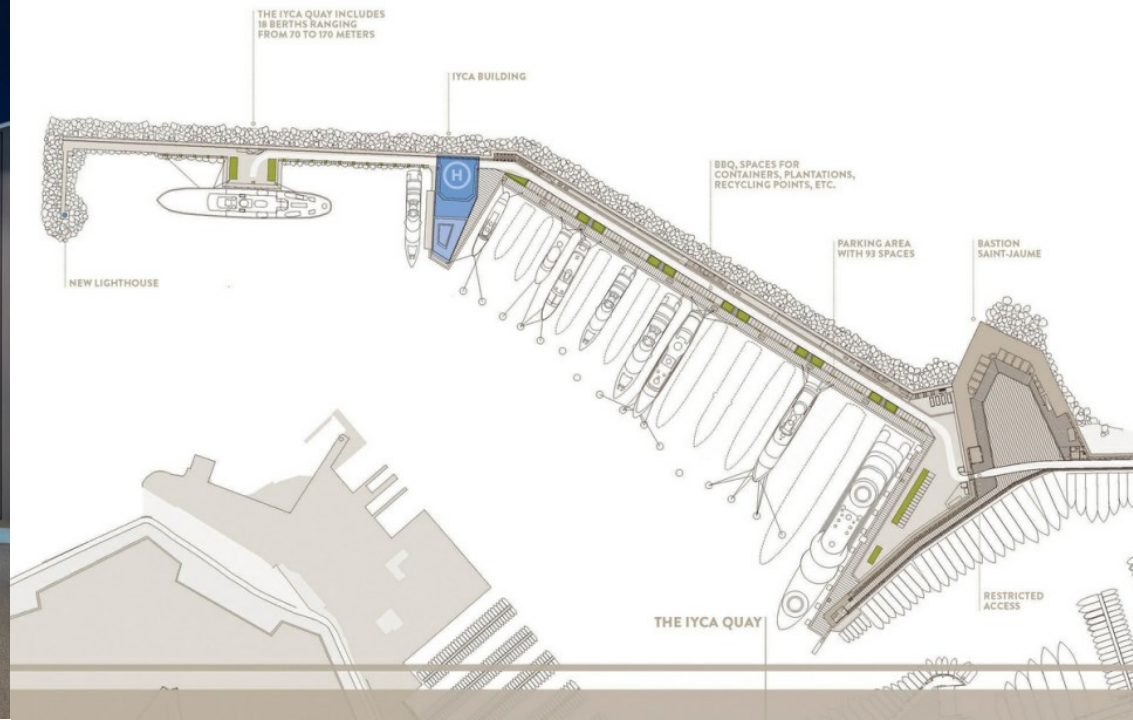 THE IYCA QUAY INCLUDES
18 BERTHS RANGING
FROM 70 TO 170 METERS
IYCA BUILDING
H
BBQ, SPACES FOR
CONTAINERS, PLANTATIONS,
RECYCLING POINTS, ETC.
PARKING AREA
WITH 93 SPACES
BASTION
SAINT-JAUME
NEW LIGHTHOUSE
RESTRICTED
ACCESS
THE IYCA QUAY